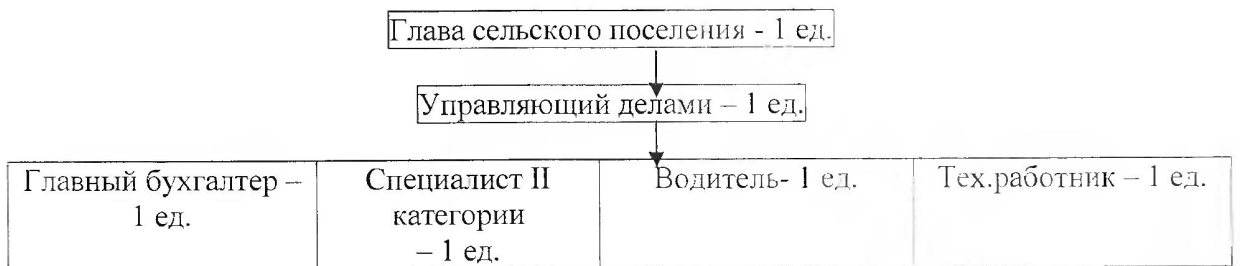 Глава сельского поселения - 1 ед.
Управляющий делами – 1 ед.
Главный бухгалтер –
1 ед.
Специалист II
категории
– 1 ед.
Водитель- 1 ед.
Тех.работник – 1 ед.